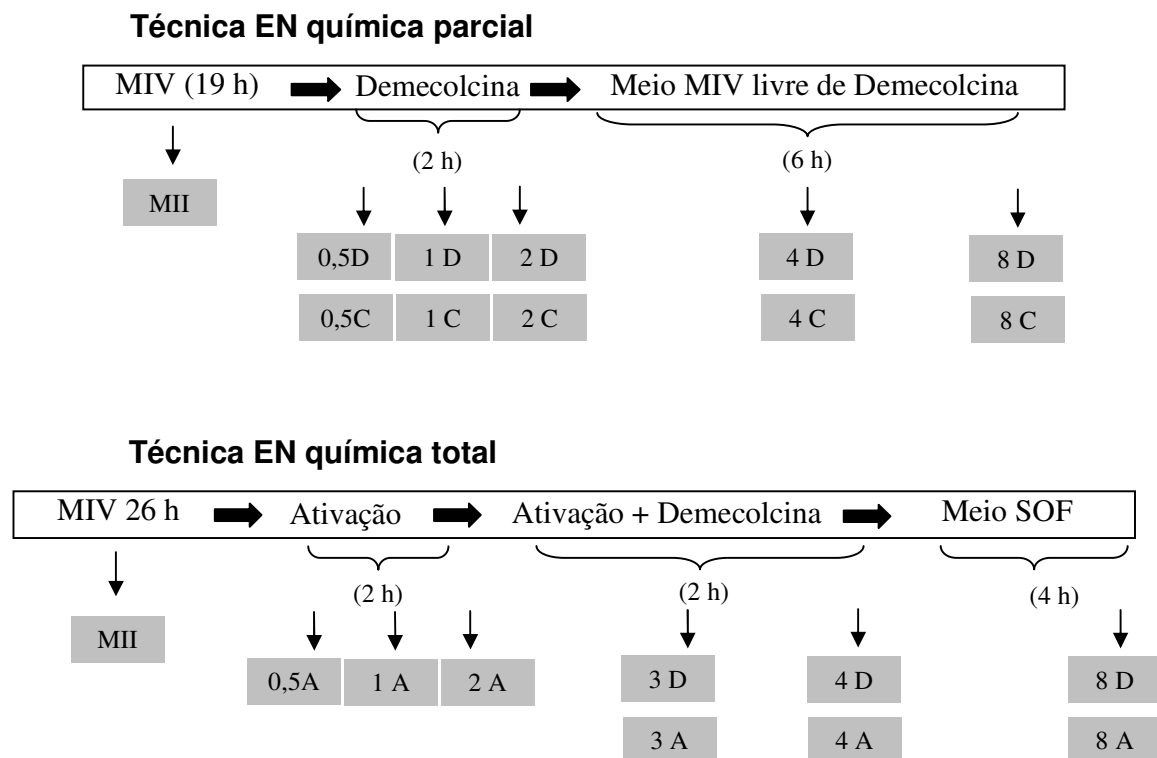 Técnica EN química parcial
MIV (19 h) Demecolcina Meio MIV livre de Demecolcina
(2 h) (6 h)
MII
0,5D 1 D 2 D 4 D 8 D
0,5C 1 C 2 C 4 C 8 C
Técnica EN química total
MIV 26 h Ativação Ativação + Demecolcina Meio SOF
(2 h) (2 h) (4 h)
MII
0,5A 1 A 2 A 3 D 4 D 8 D
3 A 4 A 8 A